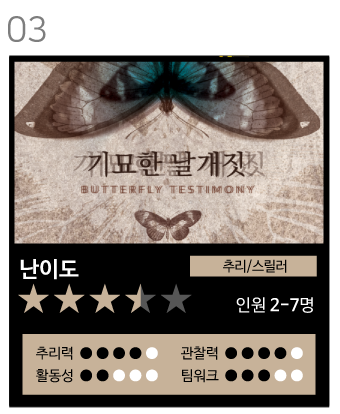 03
기묘한 날개짓
BUTTERFLY TESTIMONY
난이도
추리/스릴러
인원 2-7명
추리력 관찰력
활동성 팀워크